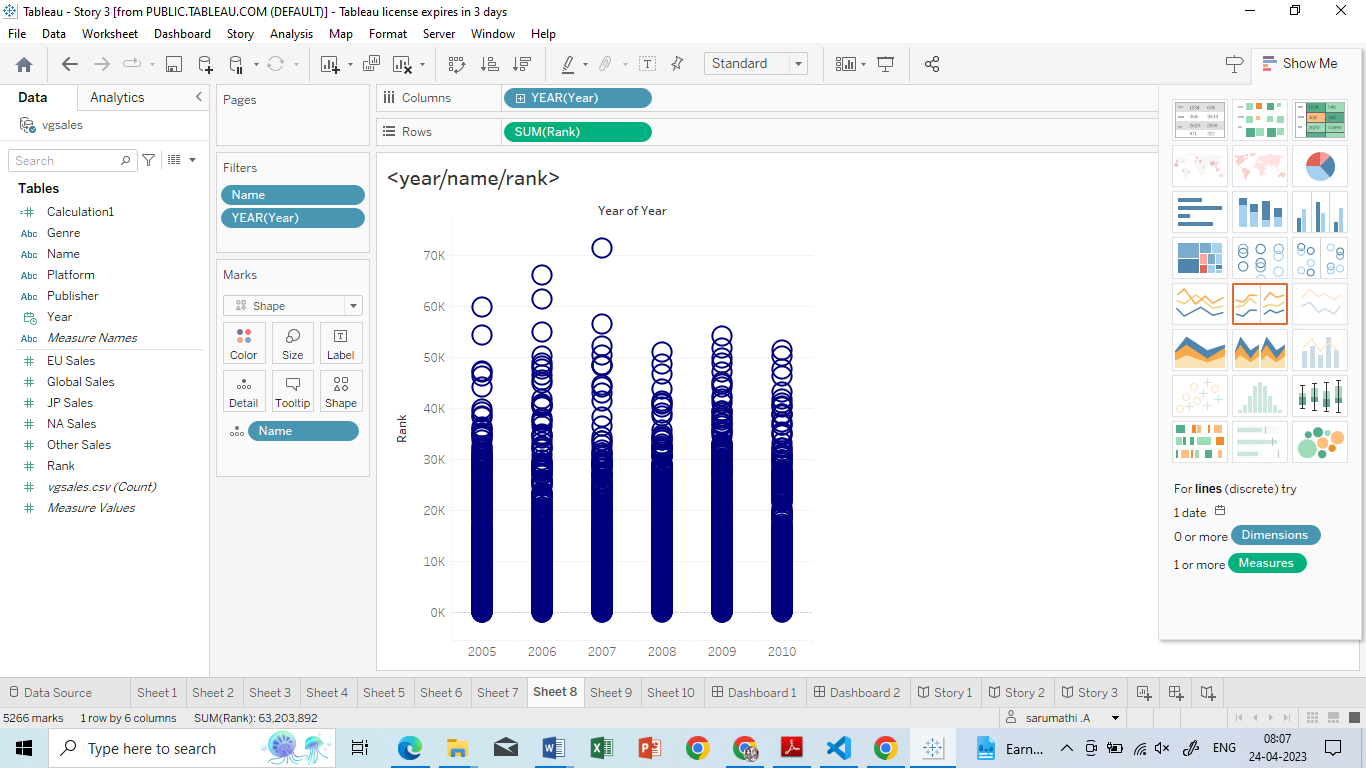 Tableau - Story 3 [from PUBLIC.TABLEAU.COM (DEFAULT)] - Tableau license expires in 3 days
File Data Worksheet Dashboard Story Analysis Map Format Server Window Help
Standard
Show Me
Data Analytics
vgsales
Search
Tables
Calculation1
Abc Genre
Abc Name
Abc Platform
Abc Publisher
Year
Abc Measure Names
EU Sales
Global Sales
JP Sales
NA Sales
Other Sales
Rank
vgsales.csv (Count)
Measure Values
Pages
Filters
Name
YEAR(Year)
Marks
Shape
Color Size Label
Detail Tooltip Shape
Name
Columns YEAR(Year)
Rows SUM(Rank)
<year/name/rank>
Year of Year
70K
60K
50K
40K
30K
20K
10K
0K
Rank
2005 2006 2007 2008 2009 2010
For lines (discrete) try
1 date
0 or more Dimensions
1 or more Measures
Data Source Sheet 1 Sheet 2 Sheet 3 Sheet 4 Sheet 5 Sheet 6 Sheet 7 Sheet 8 Sheet 9 Sheet 10 Dashboard 1 Dashboard 2 Story 1 Story 2 Story 3
5266 marks 1 row by 6 columns SUM(Rank): 63,203,892 sarumathi .A
Type here to search Earn... ENG 08:07
24-04-2023